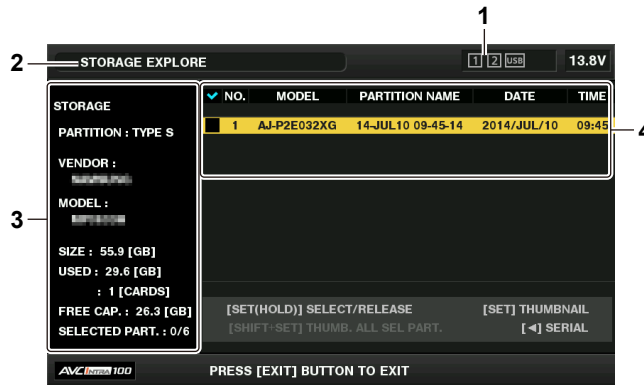 1
2
STORAGE EXPLORE
1 2 USB
13.8V
STORAGE
PARTITION : TYPE S
VENDOR :
MODEL :
SIZE : 55.9 [GB]
USED : 29.6 [GB]
: 1 [CARDS]
FREE CAP. : 26.3 [GB]
SELECTED PART. : 0/6
3
NO. MODEL PARTITION NAME DATE TIME
1 AJ-P2E032XG 14-JUL10 09-45-14 2014/JUL/10 09:45
4
[SET(HOLD)] SELECT/RELEASE [SET] THUMBNAIL
[SHIFT+SET] THUMB. ALL SEL PART. [◄] SERIAL
AVC INTRA 100
PRESS [EXIT] BUTTON TO EXIT